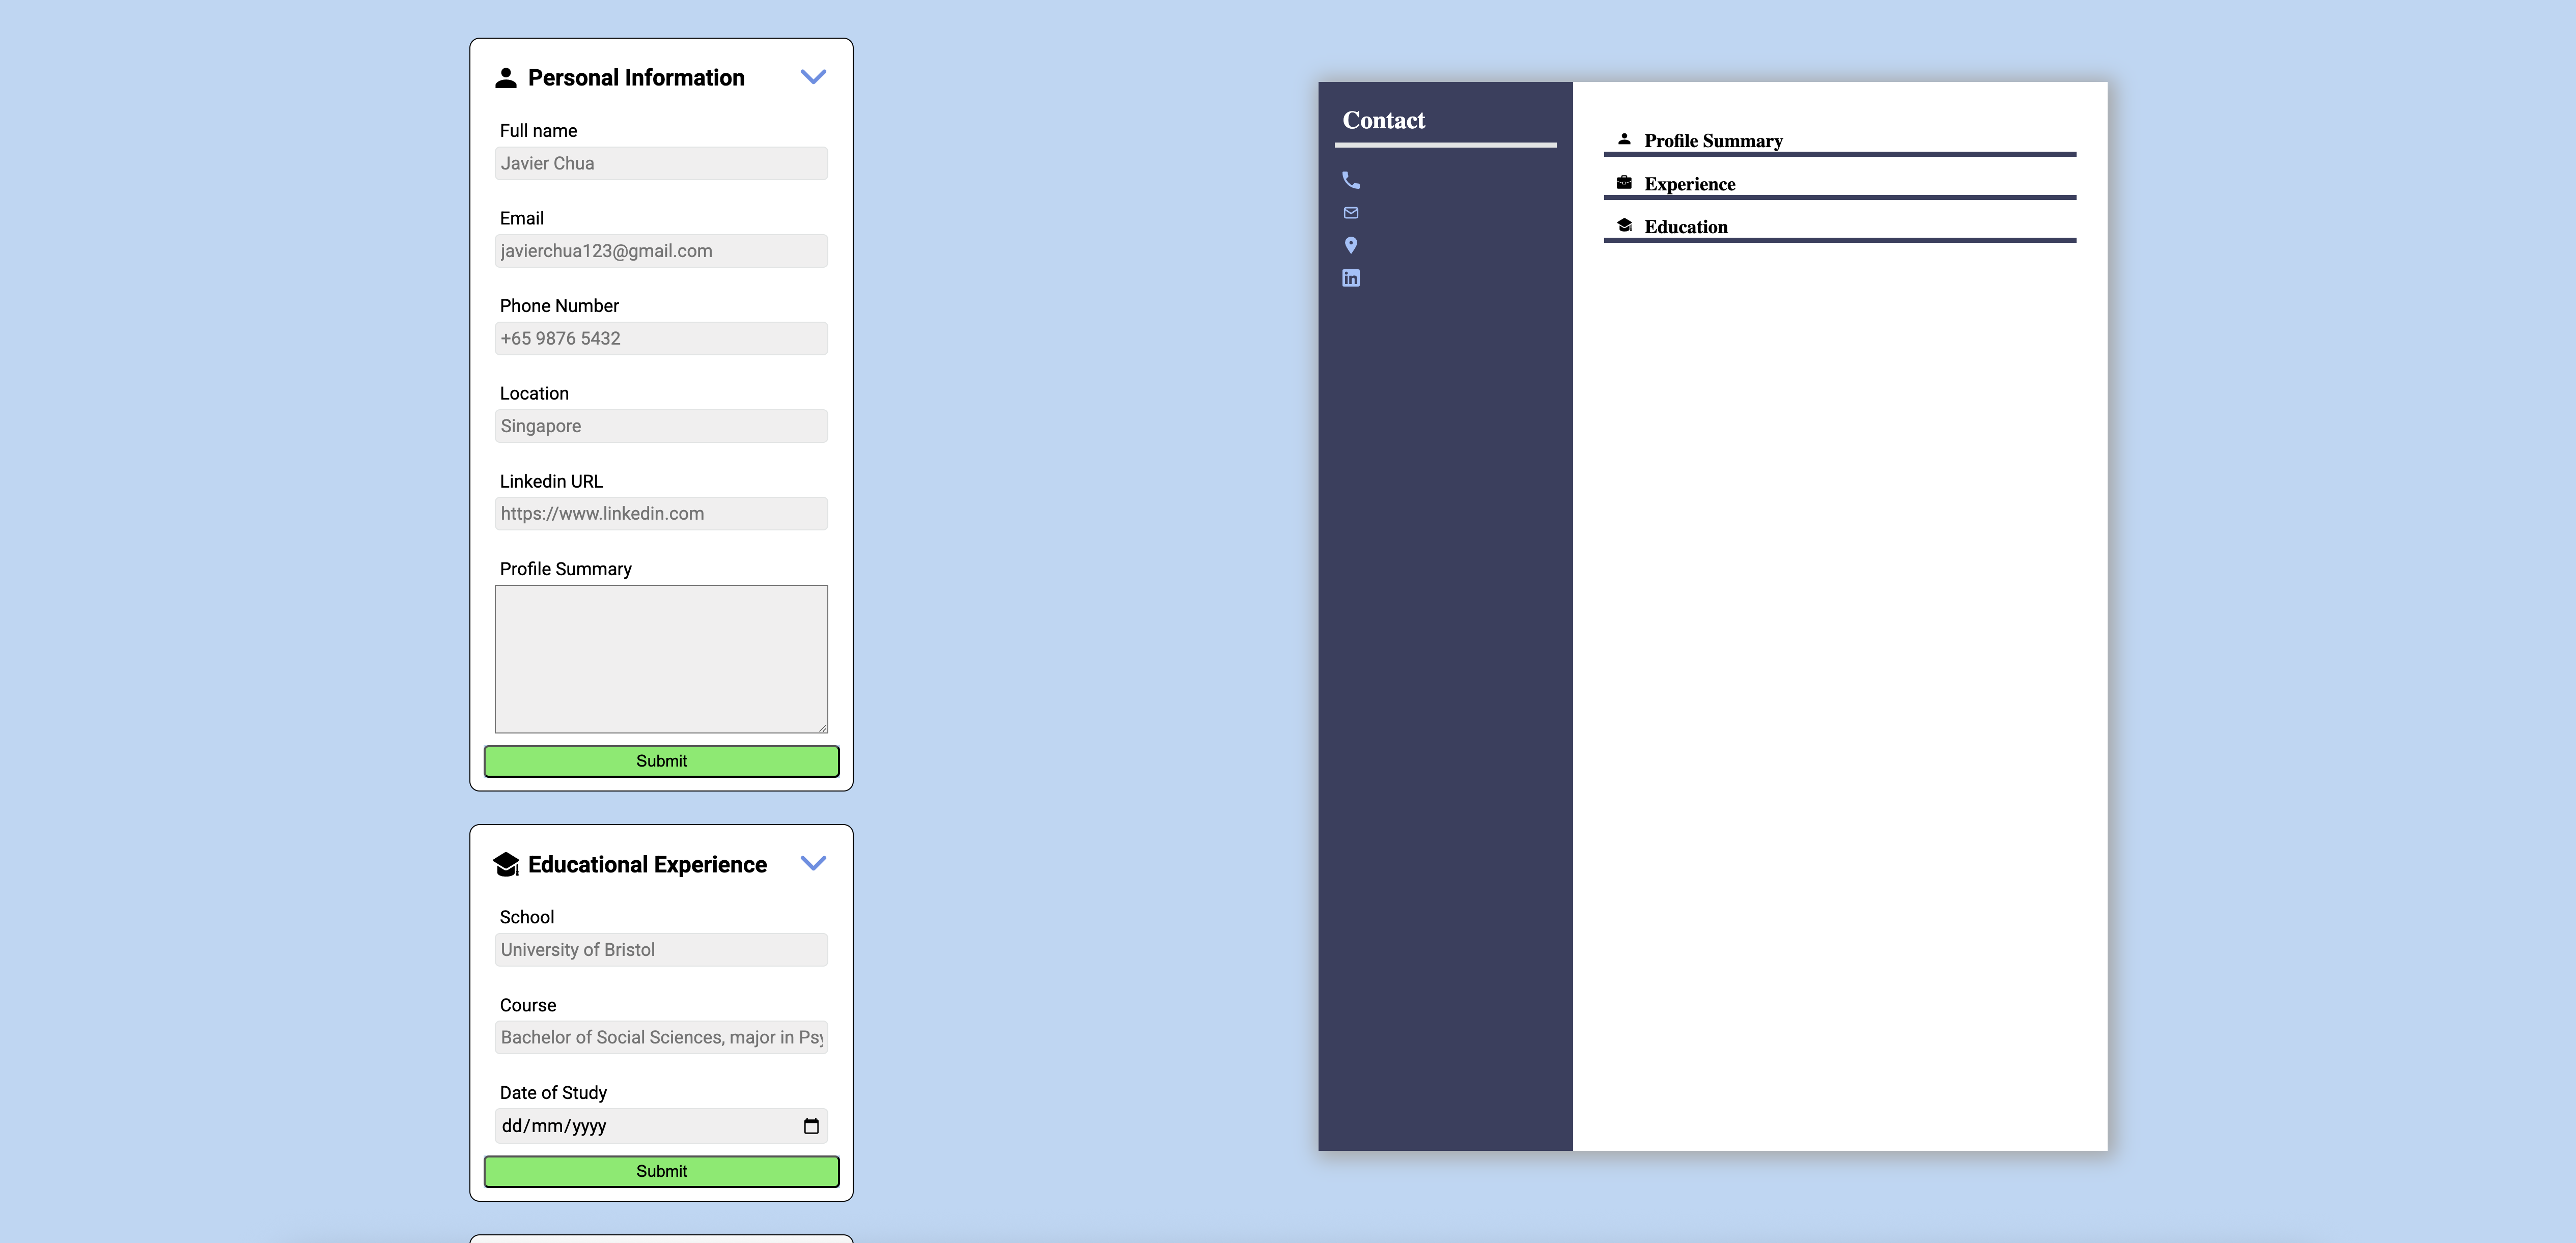 Personal Information
Full name
Javier Chua
Email
javierchua123@gmail.com
Phone Number
+65 9876 5432
Location
Singapore
Linkedin URL
https://www.linkedin.com
Profile Summary
Submit
Educational Experience
School
University of Bristol
Course
Bachelor of Social Sciences, major in Psy
Date of Study
dd/mm/yyyy
Submit
Contact
in
Profile Summary
Experience
Education